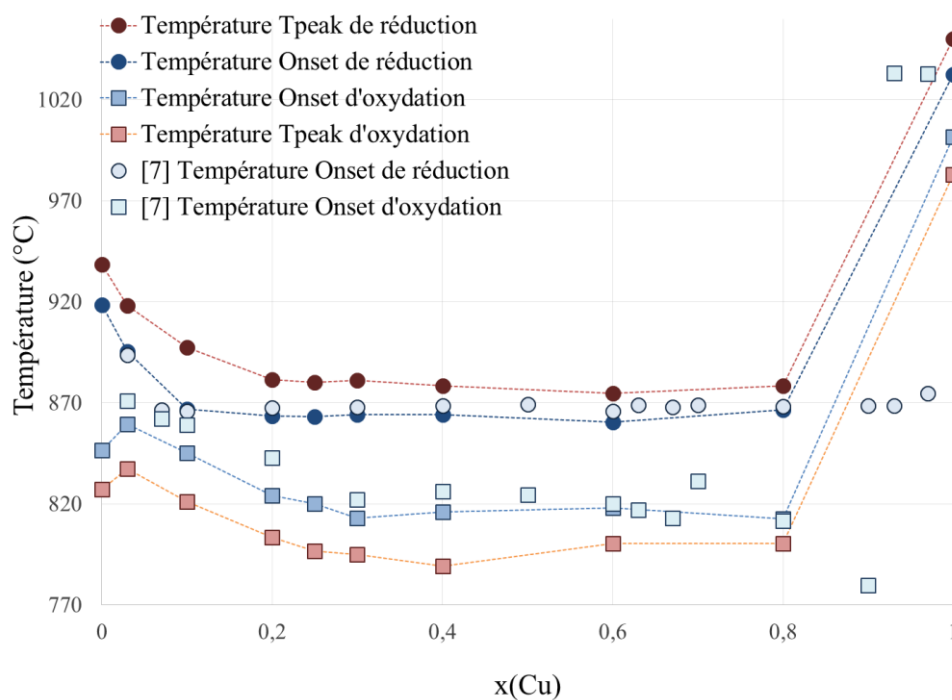 Température Tpeak de réduction
Température Onset de réduction
Température Onset d'oxydation
Température Tpeak d'oxydation
[7] Température Onset de réduction
[7] Température Onset d'oxydation
Température (°C)
1020
970
920
870
820
770
0
0,2
0,4
0,6
0,8
1
x(Cu)